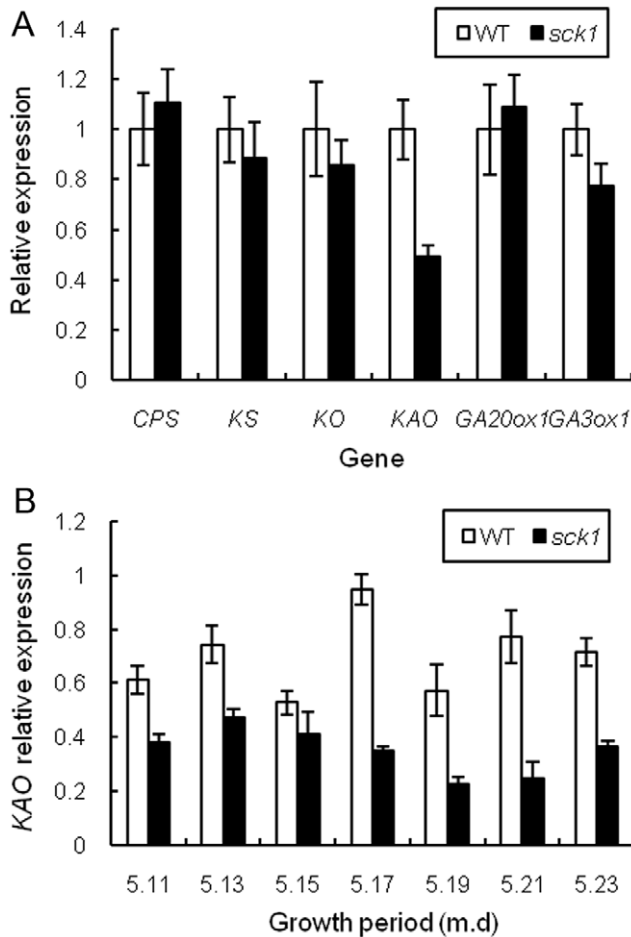 A
WT sck1
Relative expression
1.4
1.2
1
0.8
0.6
0.4
0.2
0
CPS KS KO KAO GA20ox1 GA3ox1
Gene
B
WT sck1
KAO relative expression
1.2
1
0.8
0.6
0.4
0.2
0
5.11 5.13 5.15 5.17 5.19 5.21 5.23
Growth period (m.d)